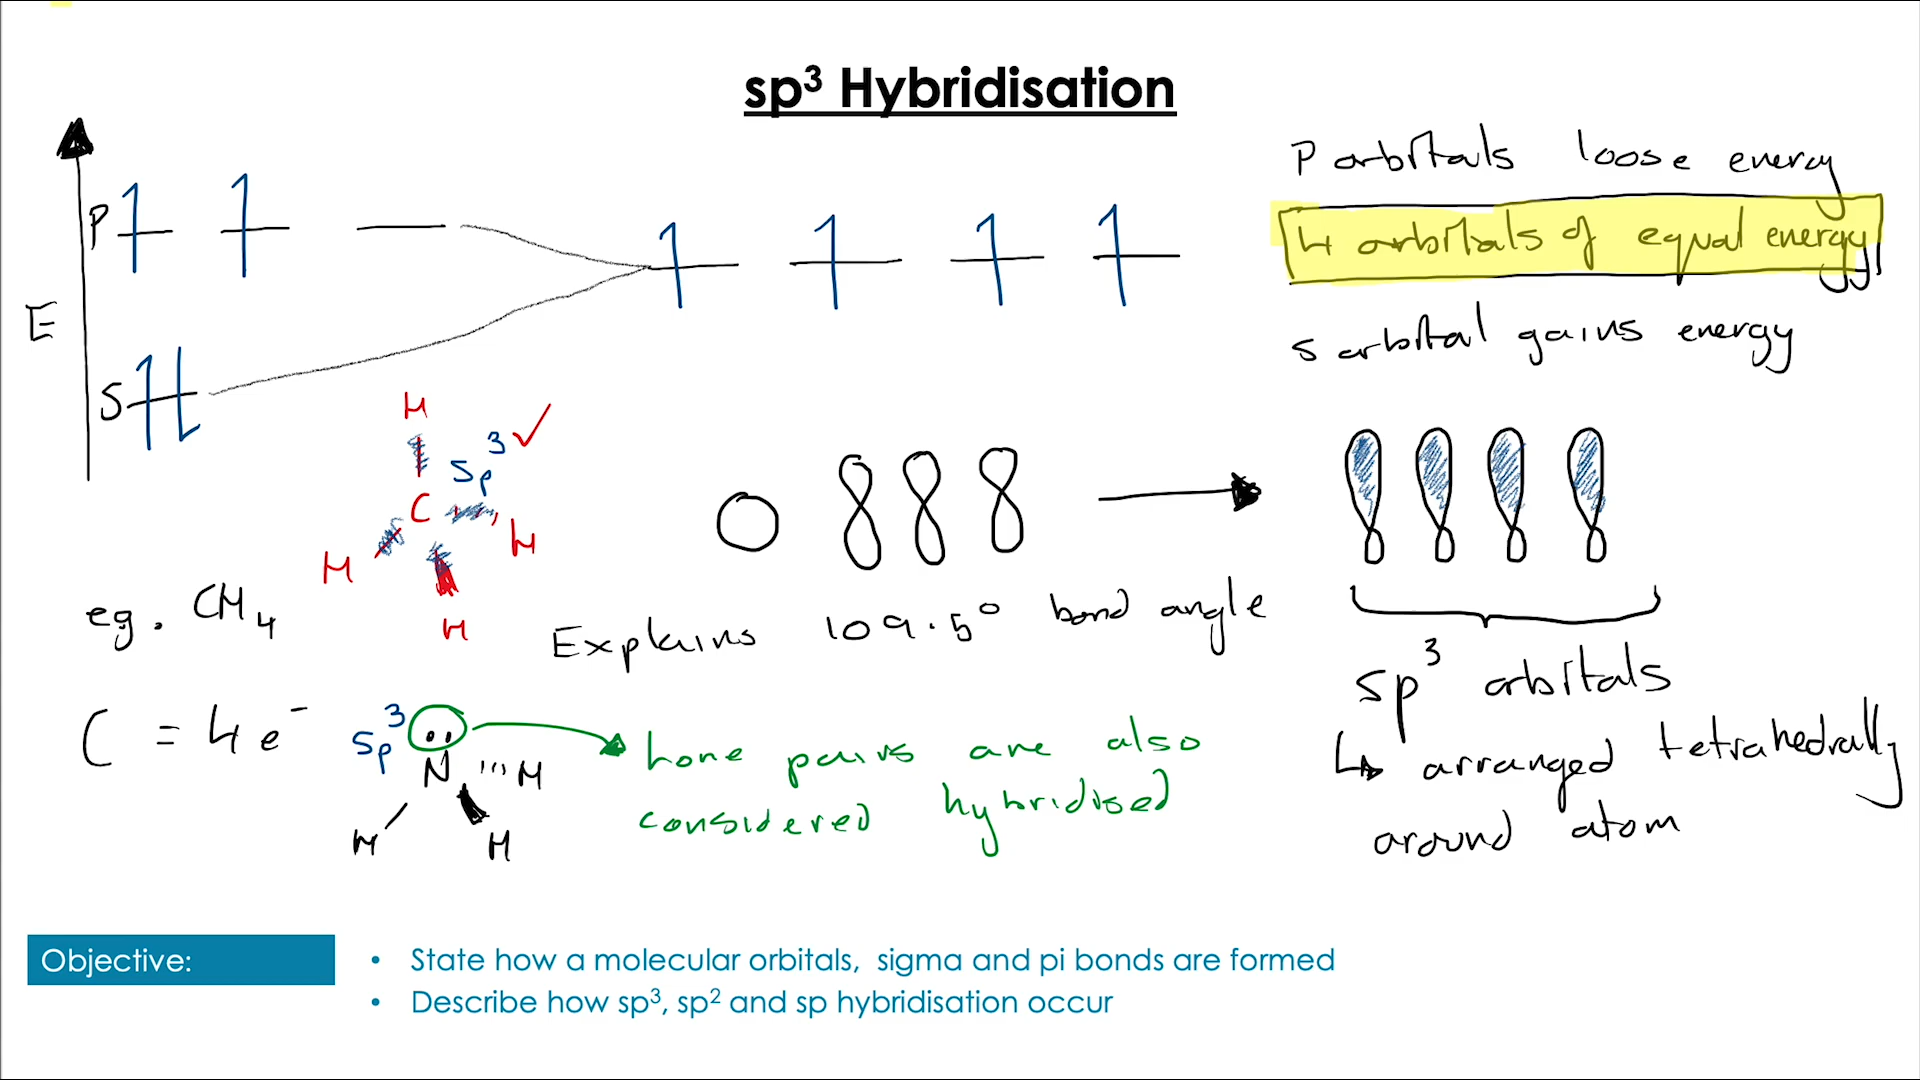 sp³ Hybridisation
P orbitals loose energy
4 orbitals of equal energy
s orbital gains energy
P
E
S
H
sp³ ✓
C
H
H
H
eg. CH₄
Explains 109.5° bond angle
sp³ orbitals
↳ arranged tetrahedrally
around atom
C = 4e⁻
sp³
N
H
H
H
Lone pairs are also
considered hybridised
Objective:
• State how a molecular orbitals, sigma and pi bonds are formed
• Describe how sp³, sp² and sp hybridisation occur